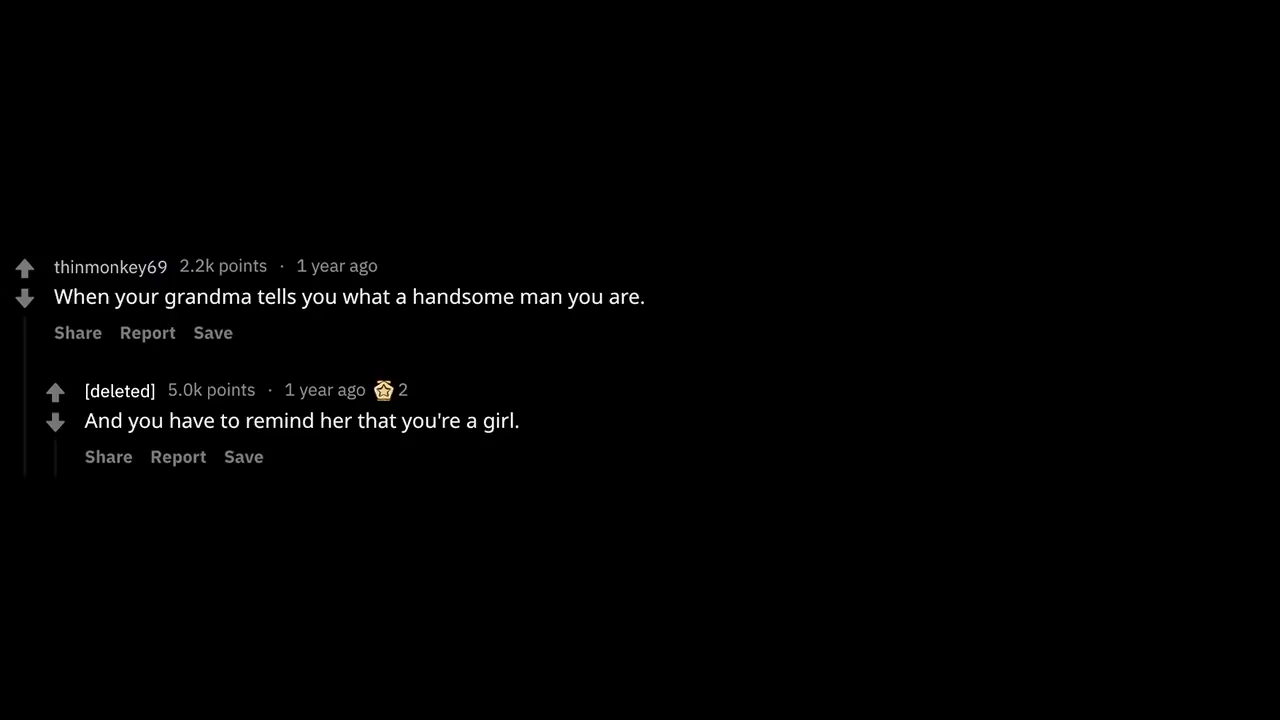 thinmonkey69 2.2k points · 1 year ago
When your grandma tells you what a handsome man you are.
Share Report Save
[deleted] 5.0k points · 1 year ago 2
And you have to remind her that you're a girl.
Share Report Save